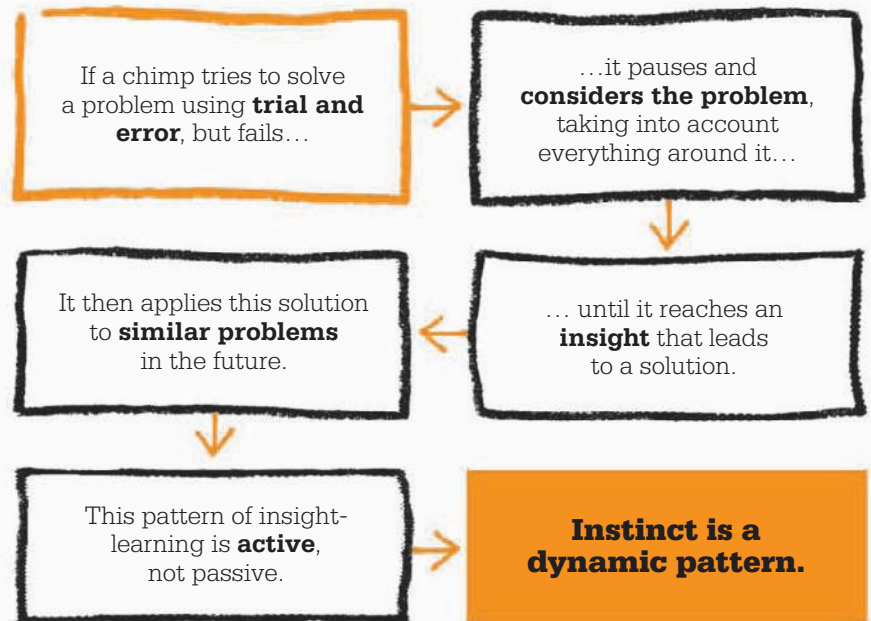 If a chimp tries to solve
a problem using trial and
error, but fails…
…it pauses and
considers the problem,
taking into account
everything around it…
… until it reaches an
insight that leads
to a solution.
It then applies this solution
to similar problems
in the future.
This pattern of insight-
learning is active,
not passive.
Instinct is a
dynamic pattern.